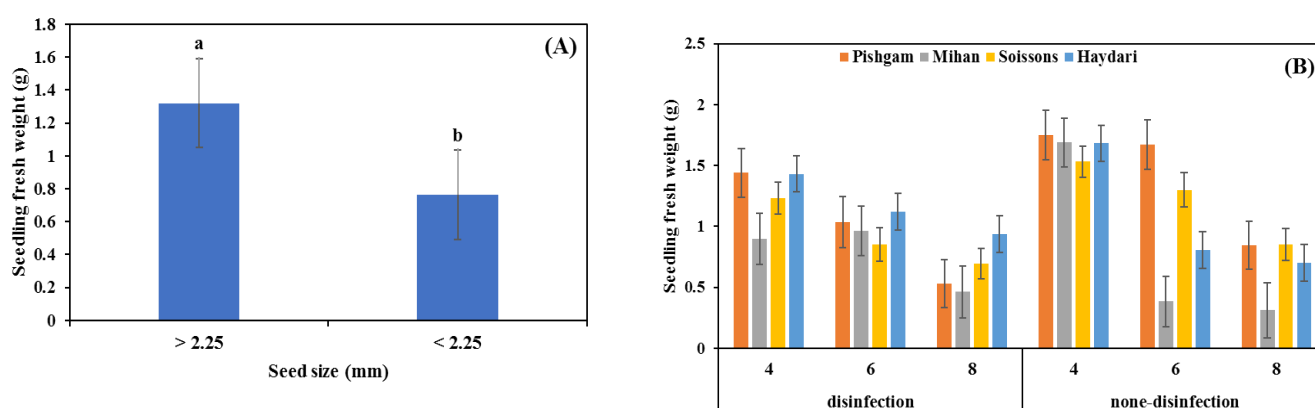 (A)
Seedling fresh weight (g)
1.8
1.6
1.4
1.2
1
0.8
0.6
0.4
0.2
0
a
b
> 2.25
< 2.25
Seed size (mm)
(B)
Pishgam Mihan Soissons Haydari
Seedling fresh weight (g)
2.5
2
1.5
1
0.5
0
4 6 8 4 6 8
disinfection none-disinfection